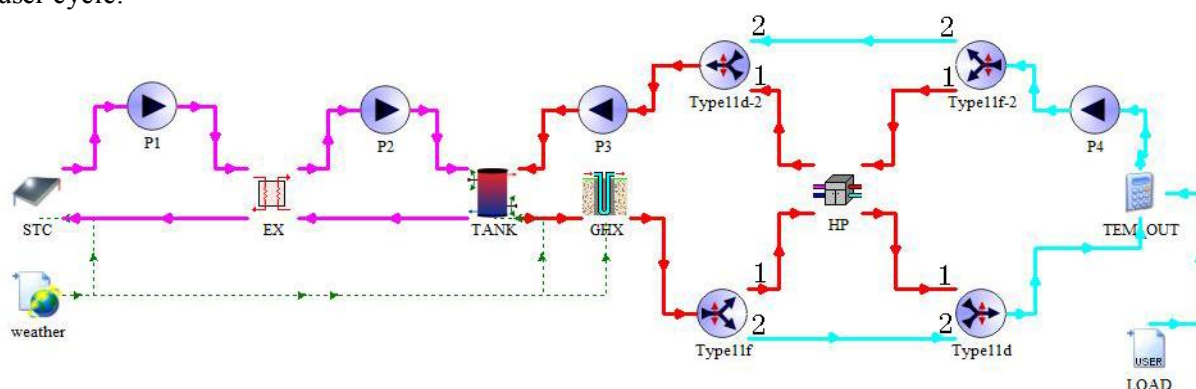 user cycle.
2
2
1
1
Type11d-2
Type11f-2
P1
P2
P3
P4
STC
EX
TANK
GHX
HP
TEM_OUT
weather
1
1
2
2
Type11f
Type11d
USER
LOAD